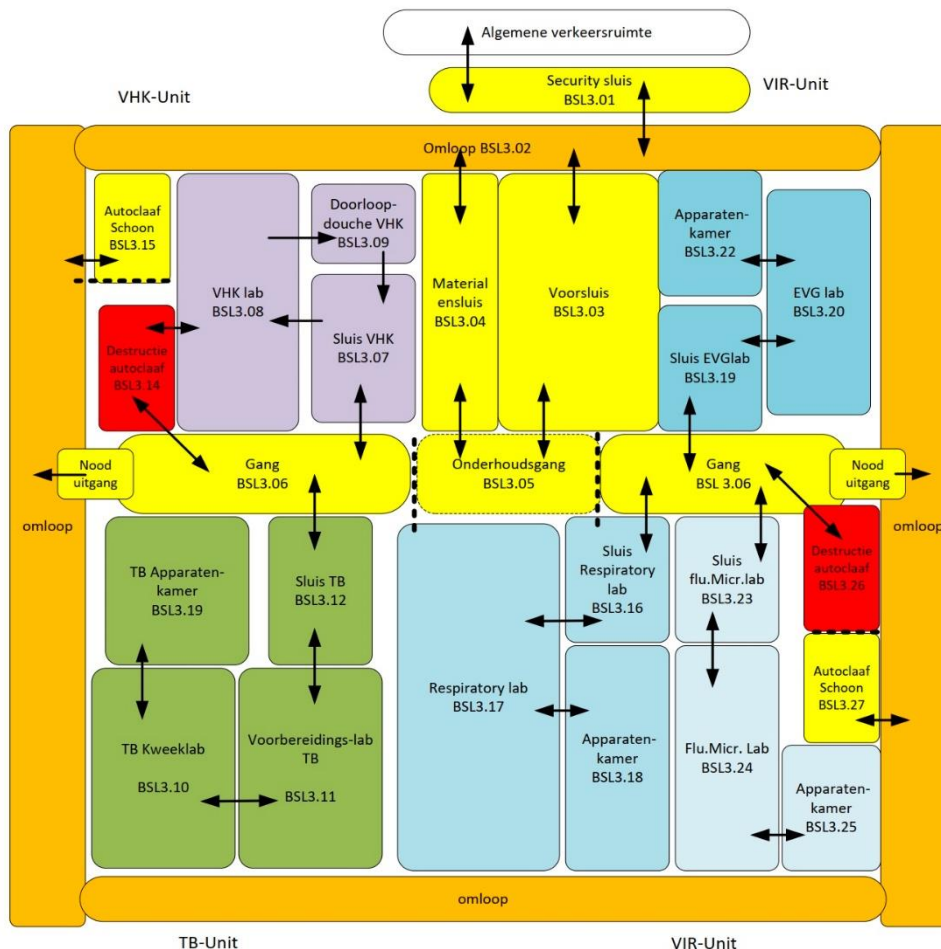 Algemene verkeersruimte
Security sluis
BSL3.01
VHK-Unit
VIR-Unit
Omloop BSL3.02
Autoclaaf
Schoon
BSL3.15
VHK lab
BSL3.08
Doorloop-
douche VHK
BSL3.09
Sluis VHK
BSL3.07
Material
ensluis
BSL3.04
Voorsluis
BSL3.03
Apparaten-
kamer
BSL3.22
EVG lab
BSL3.20
Sluis EVGlab
BSL3.19
Destructie
autoclaaf
BSL3.14
Nood
uitgang
Gang
BSL3.06
Onderhoudsgang
BSL3.05
Gang
BSL 3.06
Nood
uitgang
omloop
omloop
TB Apparaten-
kamer
BSL3.19
Sluis TB
BSL3.12
Sluis
Respiratory
lab
BSL3.16
Sluis
flu.Micr.lab
BSL3.23
Destructie
autoclaaf
BSL3.26
TB Kweeklab
BSL3.10
Voorbereidings-lab
TB
BSL3.11
Respiratory lab
BSL3.17
Apparaten-
kamer
BSL3.18
Flu.Micr. Lab
BSL3.24
Autoclaaf
Schoon
BSL3.27
Apparaten-
kamer
BSL3.25
omloop
TB-Unit
VIR-Unit